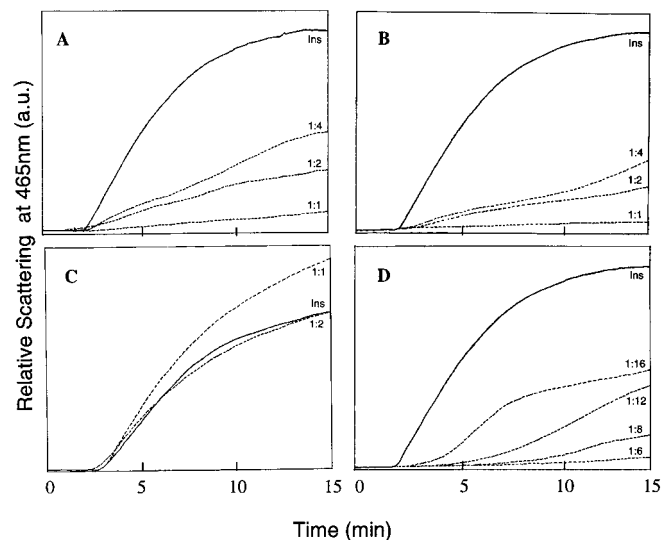 A
Ins
1:4
1:2
1:1
B
Ins
1:4
1:2
1:1
C
1:1
Ins
1:2
D
Ins
1:16
1:12
1:8
1:6
Relative Scattering at 465nm (a.u.)
0 5 10 15
0 5 10 15
Time (min)